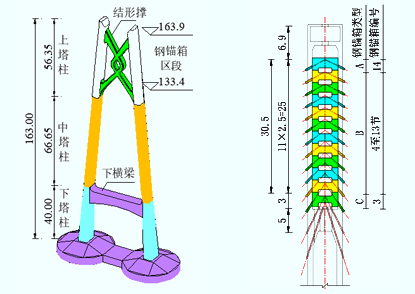 结形撑
163.9
钢锚箱
区段
133.4
上塔柱
56.35
163.00
中塔柱
66.65
下横梁
下塔柱
40.00
6.9
30.5
11×2.5=25
3
5
钢锚箱类型
A
B
C
钢锚箱编号
14
4至13节
3